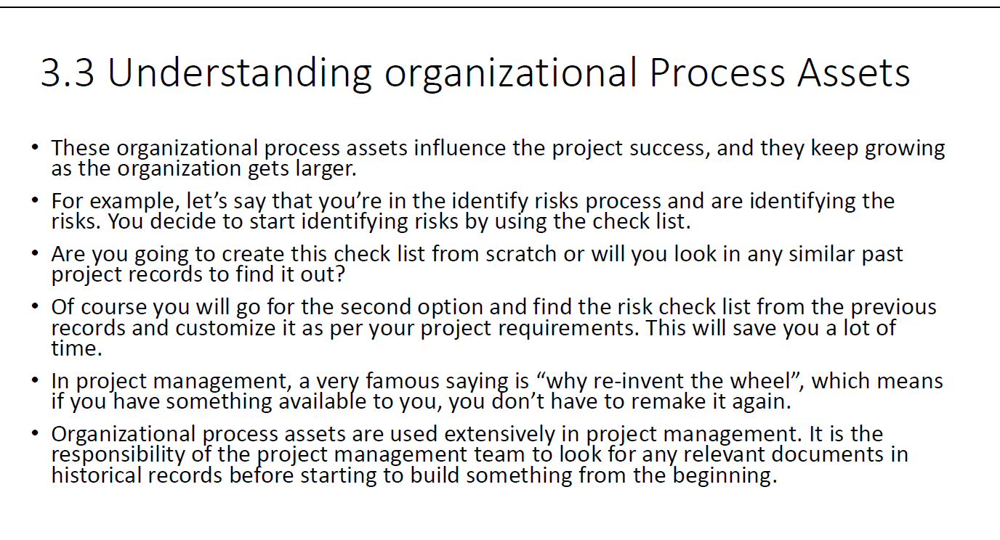 3.3 Understanding organizational Process Assets
• These organizational process assets influence the project success, and they keep growing
as the organization gets larger.
• For example, let’s say that you’re in the identify risks process and are identifying the
risks. You decide to start identifying risks by using the check list.
• Are you going to create this check list from scratch or will you look in any similar past
project records to find it out?
• Of course you will go for the second option and find the risk check list from the previous
records and customize it as per your project requirements. This will save you a lot of
time.
• In project management, a very famous saying is “why re-invent the wheel”, which means
if you have something available to you, you don’t have to remake it again.
• Organizational process assets are used extensively in project management. It is the
responsibility of the project management team to look for any relevant documents in
historical records before starting to build something from the beginning.